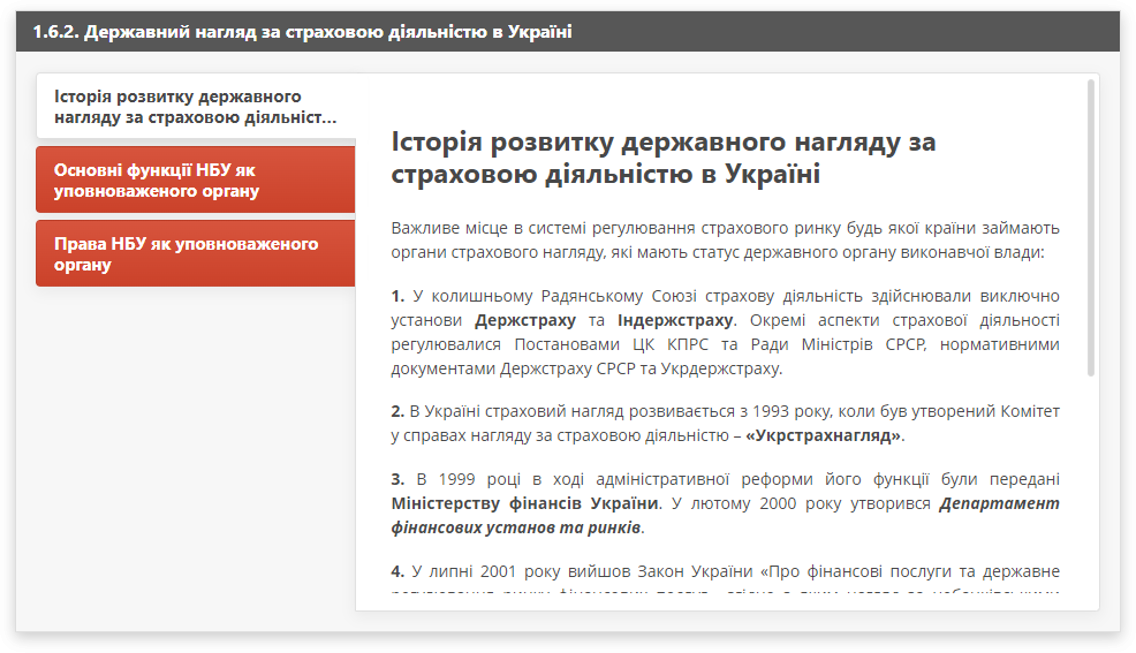 1.6.2. Державний нагляд за страховою діяльністю в Україні
Історія розвитку державного
нагляду за страховою діяльніст...
Основні функції НБУ як
уповноваженого органу
Права НБУ як уповноваженого
органу
Історія розвитку державного нагляду за
страховою діяльністю в Україні
Важливе місце в системі регулювання страхового ринку будь якої країни займають
органи страхового нагляду, які мають статус державного органу виконавчої влади:
1. У колишньому Радянському Союзі страхову діяльність здійснювали виключно
установи Держстраху та Індержстраху. Окремі аспекти страхової діяльності
регулювалися Постановами ЦК КПРС та Ради Міністрів СРСР, нормативними
документами Держстраху СРСР та Укрдержстраху.
2. В Україні страховий нагляд розвивається з 1993 року, коли був утворений Комітет
у справах нагляду за страховою діяльністю – «Укрстрахнагляд».
3. В 1999 році в ході адміністративної реформи його функції були передані
Міністерству фінансів України. У лютому 2000 року утворився Департамент
фінансових установ та ринків.
4. У липні 2001 року вийшов Закон України «Про фінансові послуги та державне